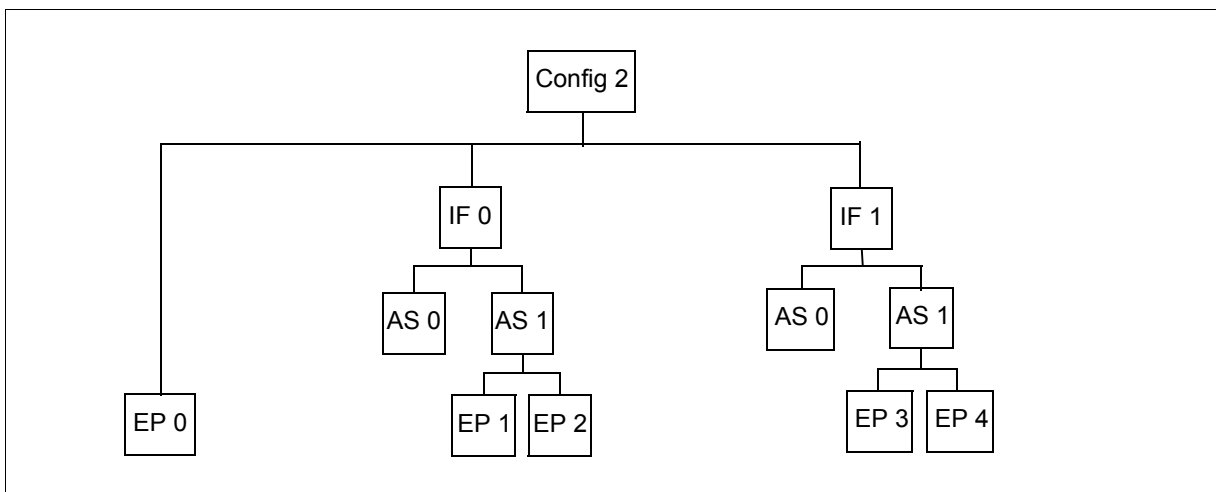 Config 2
IF 0
IF 1
AS 0
AS 1
AS 0
AS 1
EP 0
EP 1
EP 2
EP 3
EP 4